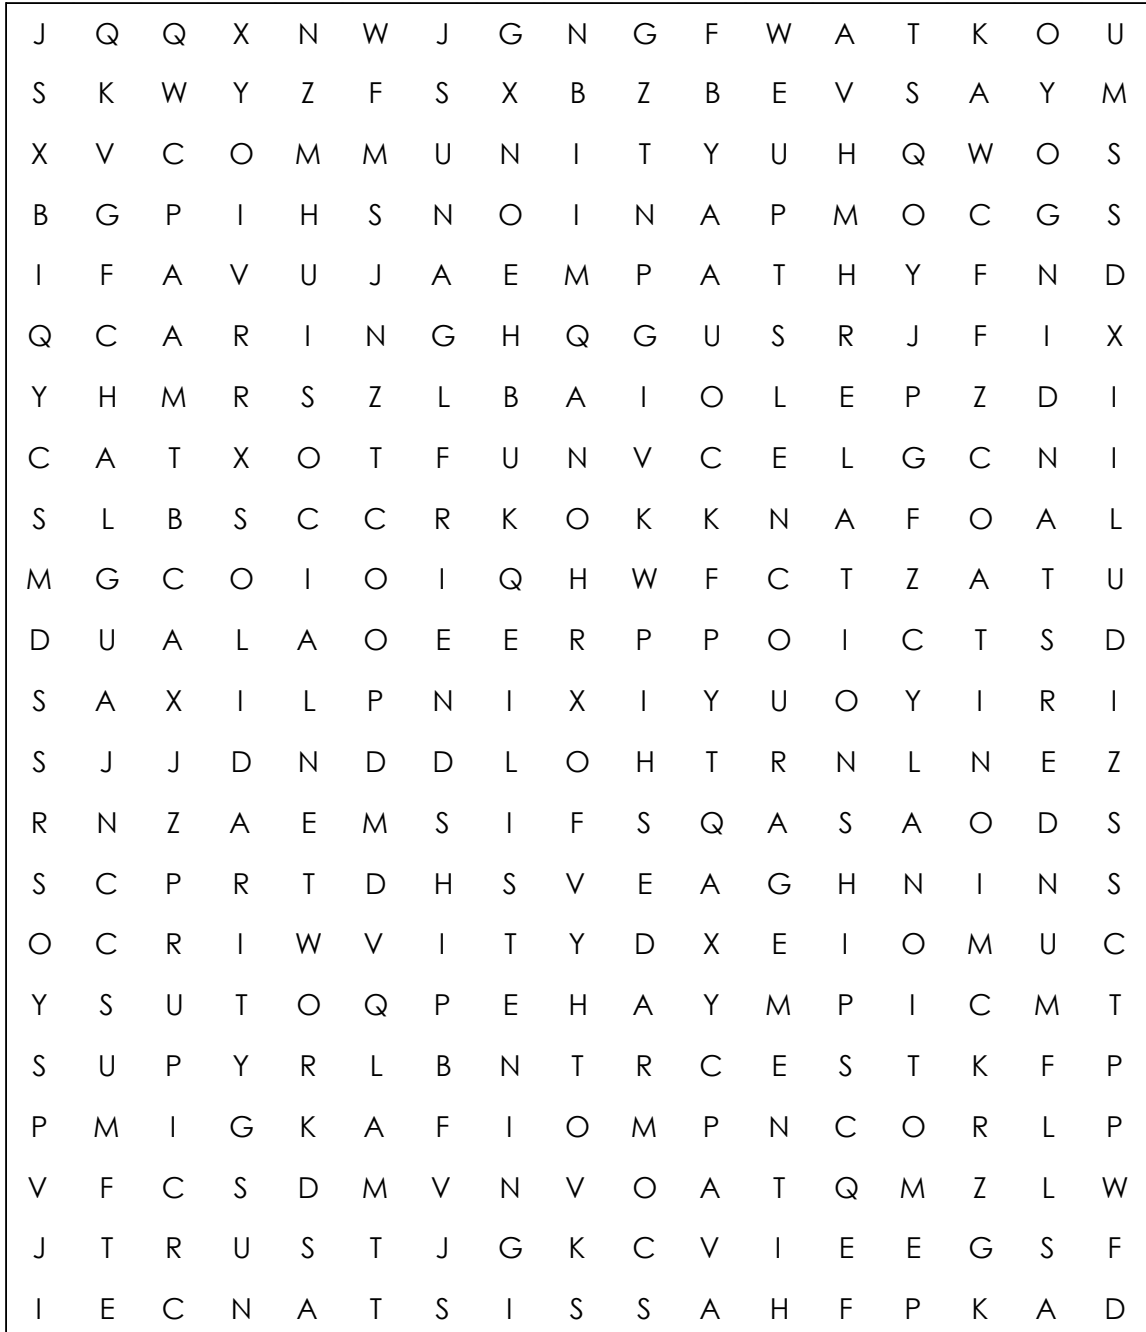 J Q Q X N W J G N G F W A T K O U
S K W Y Z F S X B Z B E V S A Y M
X V C O M M U N I T Y U H Q W O S
B G P I H S N O I N A P M O C G S
I F A V U J A E M P A T H Y F N D
Q C A R I N G H Q G U S R J F I X
Y H M R S Z L B A I O L E P Z D I
C A T X O T F U N V C E L G C N I
S L B S C C R K O K K N A F O A L
M G C O I O I Q H W F C T Z A T U
D U A L A O E E R P P O I C T S D
S A X I L P N I X I Y U O Y I R I
S J J D N D D L O H T R N L N E Z
R N Z A E M S I F S Q A S A O D S
S C P R T D H S V E A G H N I N S
O C R I W V I T Y D X E I O M U C
Y S U T O Q P E H A Y M P I C M T
S U P Y R L B N T R C E S T K F P
P M I G K A F I O M P N C O R L P
V F C S D M V N V O A T Q M Z L W
J T R U S T J G K C V I E E G S F
I E C N A T S I S S A H F P K A D